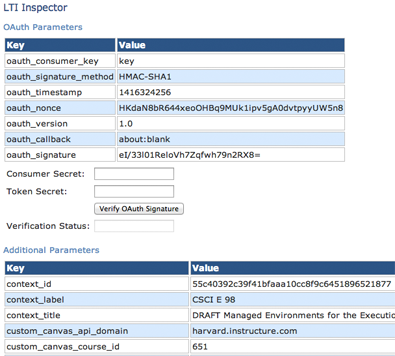 LTI Inspector
OAuth Parameters
Key Value
oauth_consumer_key key
oauth_signature_method HMAC-SHA1
oauth_timestamp 1416324256
oauth_nonce HKdaN8bR644xeoOHBq9MUk1ipv5gA0dvtpyyUW5n8
oauth_version 1.0
oauth_callback about:blank
oauth_signature eI/33l01ReloVh7Zqfwh79n2RX8=
Consumer Secret:
Token Secret:
Verify OAuth Signature
Verification Status:
Additional Parameters
Key Value
context_id 55c40392c39f41bfaaa10cc8f9c6451896521877
context_label CSCI E 98
context_title DRAFT Managed Environments for the Executio
custom_canvas_api_domain harvard.instructure.com
custom_canvas_course_id 651